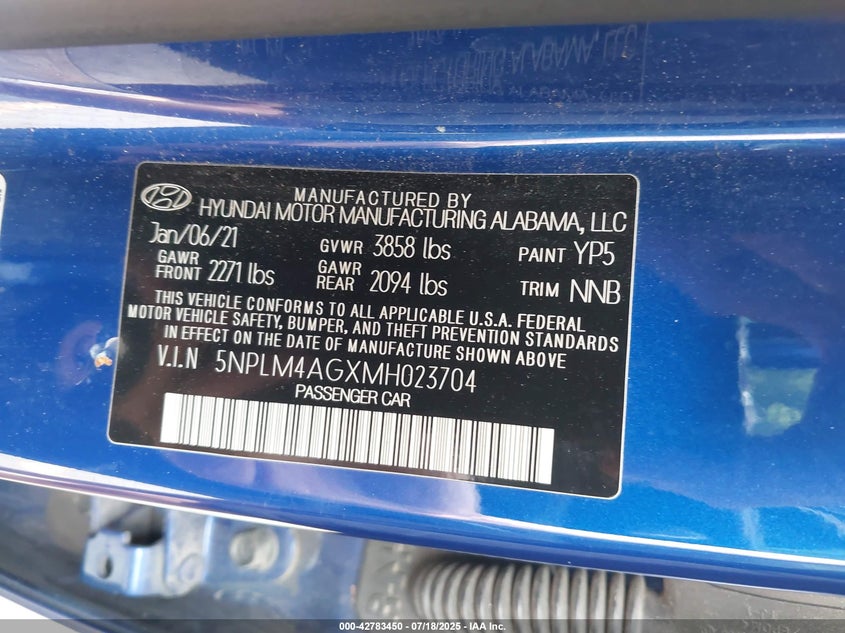 MANUFACTURED BY
HYUNDAI MOTOR MANUFACTURING ALABAMA, LLC
Jan/06/21 GVWR 3858 lbs PAINT YP5
GAWR FRONT 2271 lbs GAWR REAR 2094 lbs TRIM NNB
THIS VEHICLE CONFORMS TO ALL APPLICABLE U.S.A. FEDERAL
MOTOR VEHICLE SAFETY, BUMPER, AND THEFT PREVENTION STANDARDS
IN EFFECT ON THE DATE OF MANUFACTURE SHOWN ABOVE
V.I.N 5NPLM4AGXMH023704
PASSENGER CAR
000-42783450 - 07/18/2025 - IAA Inc.